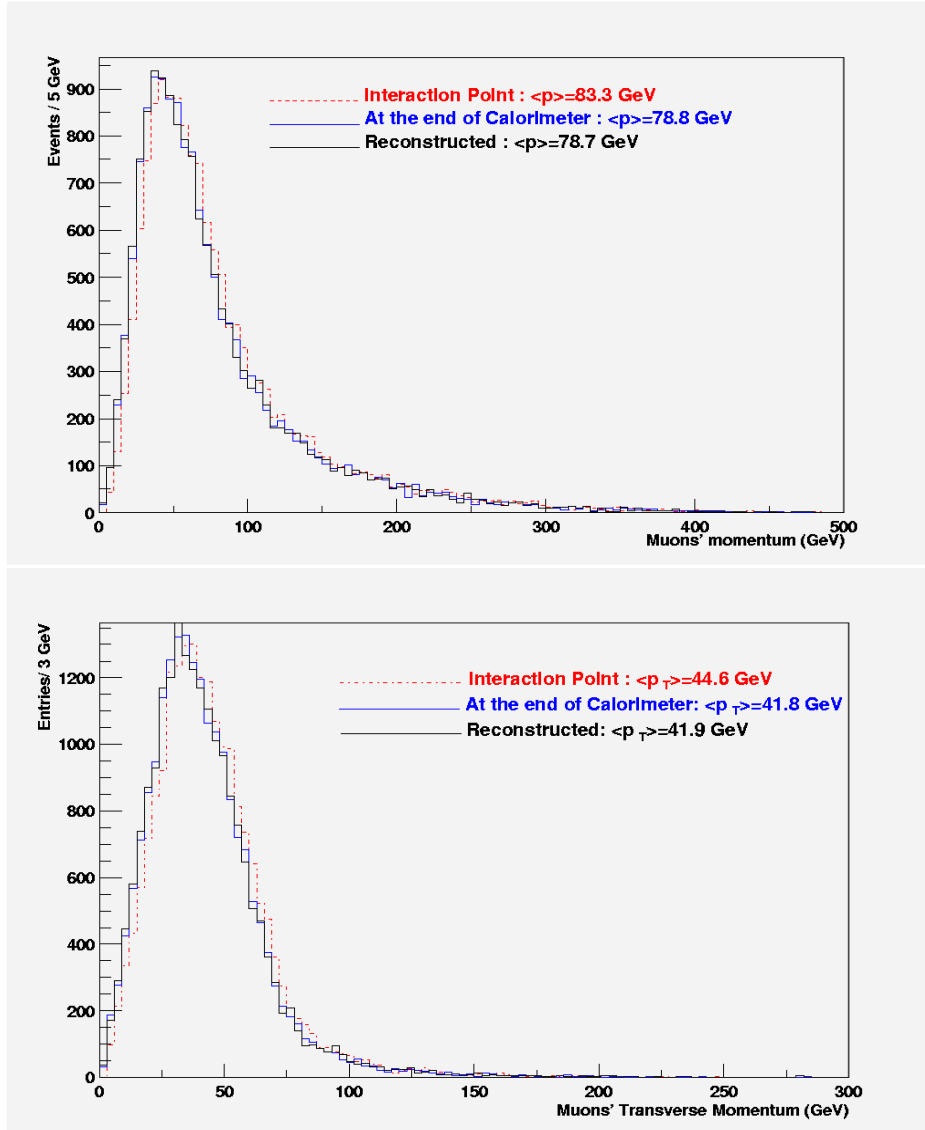 Events / 5 GeV
900
800
700
600
500
400
300
200
100
0
Interaction Point : <p>=83.3 GeV
At the end of Calorimeter : <p>=78.8 GeV
Reconstructed : <p>=78.7 GeV
0 100 200 300 400 500
Muons' momentum (GeV)
Entries/ 3 GeV
1200
1000
800
600
400
200
0
Interaction Point : <p T>=44.6 GeV
At the end of Calorimeter: <p T>=41.8 GeV
Reconstructed: <p T>=41.9 GeV
0 50 100 150 200 250 300
Muons' Transverse Momentum (GeV)